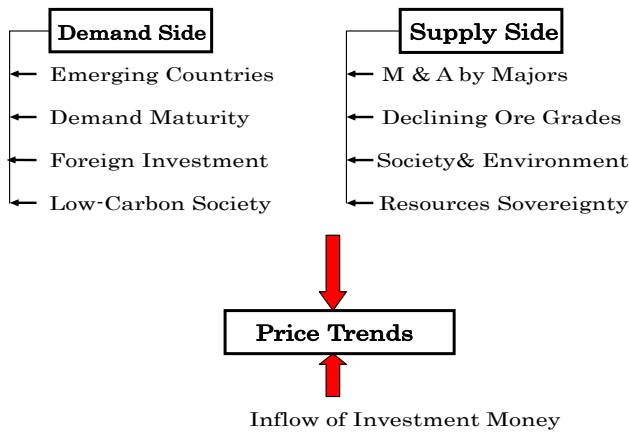 Demand Side
Emerging Countries
Demand Maturity
Foreign Investment
Low-Carbon Society
Supply Side
M & A by Majors
Declining Ore Grades
Society& Environment
Resources Sovereignty
Price Trends
Inflow of Investment Money